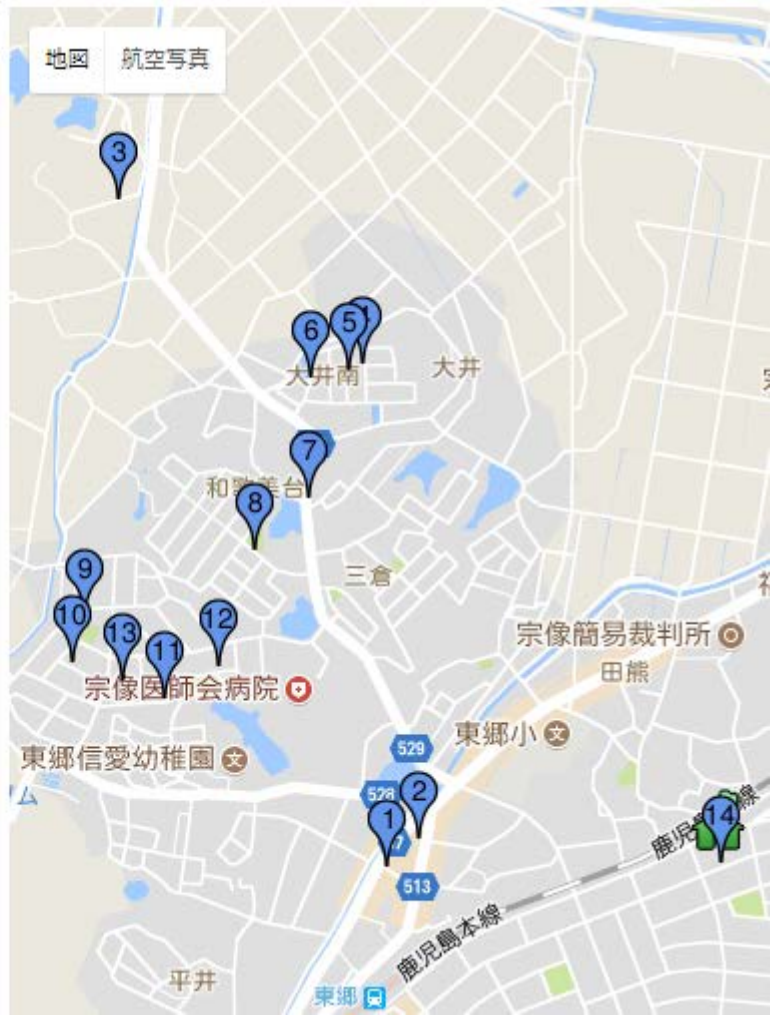 地図 航空写真
3
6
5
4
大井南
大井
7
和歌美台
8
三倉
9
10
13
11
12
宗像簡易裁判所
田熊
宗像医師会病院
東郷小
東郷信愛幼稚園
529
528
2
1
14
鹿児島本線
513
鹿児島本線
平井
東郷